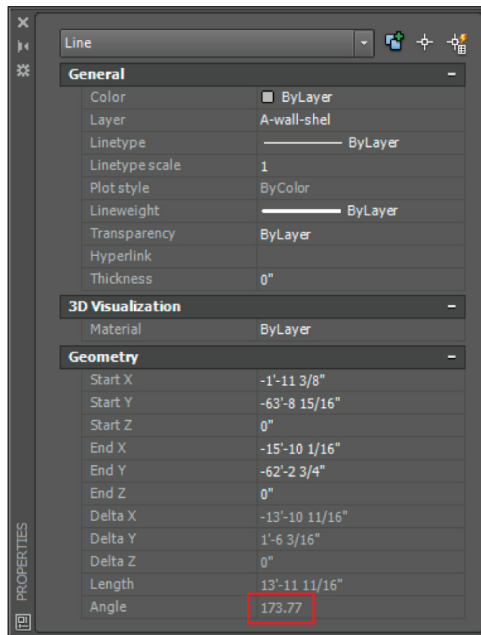 Line
General
Color ByLayer
Layer A-wall-shel
Linetype ByLayer
Linetype scale 1
Plot style ByColor
Lineweight ByLayer
Transparency ByLayer
Hyperlink
Thickness 0"
3D Visualization
Material ByLayer
Geometry
Start X -1'-11 3/8"
Start Y -63'-8 15/16"
Start Z 0"
End X -15'-10 1/16"
End Y -62'-2 3/4"
End Z 0"
Delta X -13'-10 11/16"
Delta Y 1'-6 3/16"
Delta Z 0"
Length 13'-11 11/16"
Angle 173.77
PROPERTIES